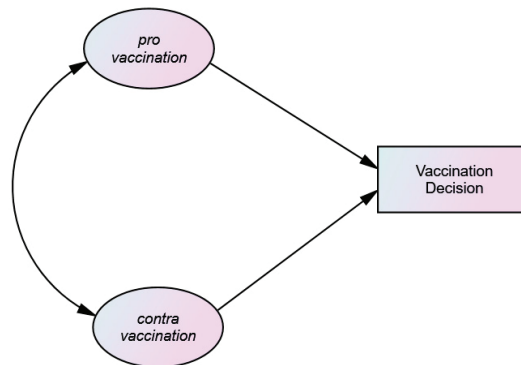 pro
vaccination
Vaccination
Decision
contra
vaccination